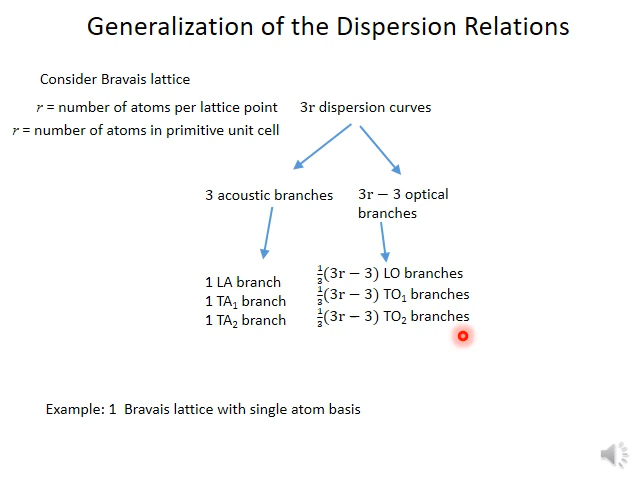 Generalization of the Dispersion Relations
Consider Bravais lattice
r = number of atoms per lattice point
3r dispersion curves
r = number of atoms in primitive unit cell
3 acoustic branches
3r − 3 optical
branches
1 LA branch
1 TA₁ branch
1 TA₂ branch
⅓(3r − 3) LO branches
⅓(3r − 3) TO₁ branches
⅓(3r − 3) TO₂ branches
Example: 1  Bravais lattice with single atom basis